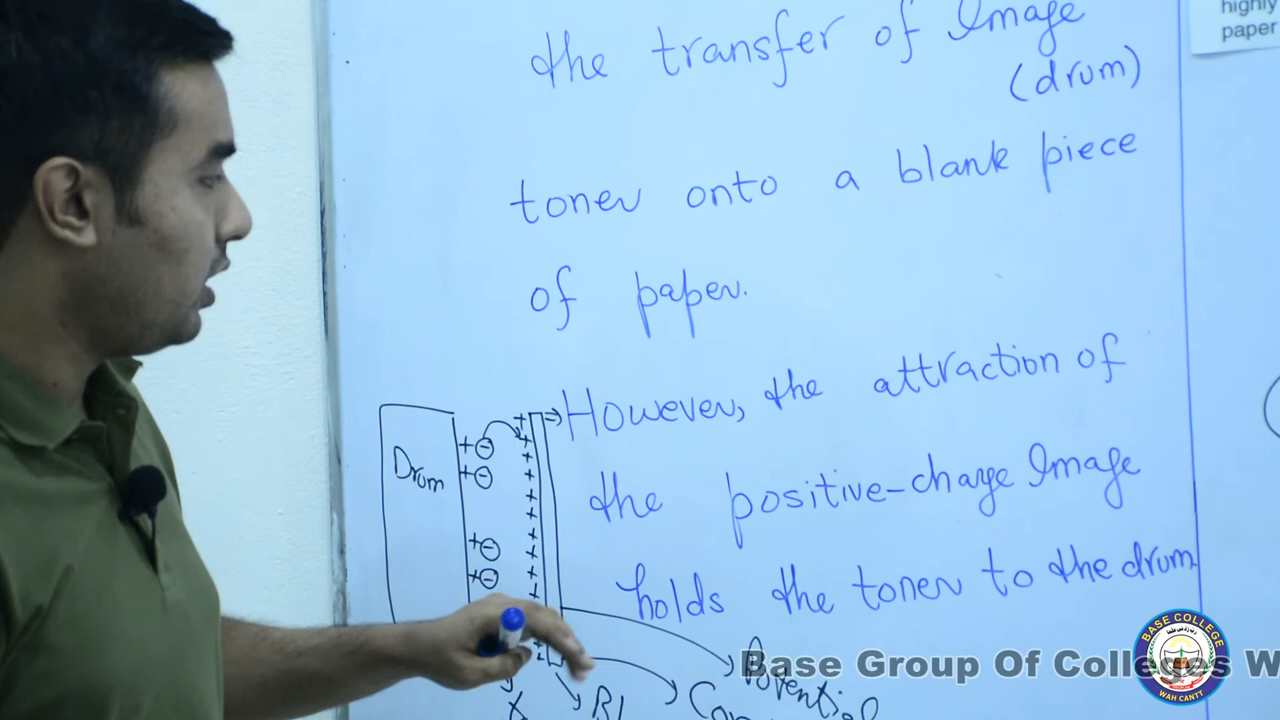 the transfer of Image
(drum)
toner onto a blank piece
of paper.
However, the attraction of
the positive-charge Image
holds the toner to the drum
Drum
+ ⊖ +
+ ⊖ +
+ ⊖ +
+ ⊖ +
Potential
highly
paper
Base Group Of Colleges W
BASE COLLEGE
WAH CANTT